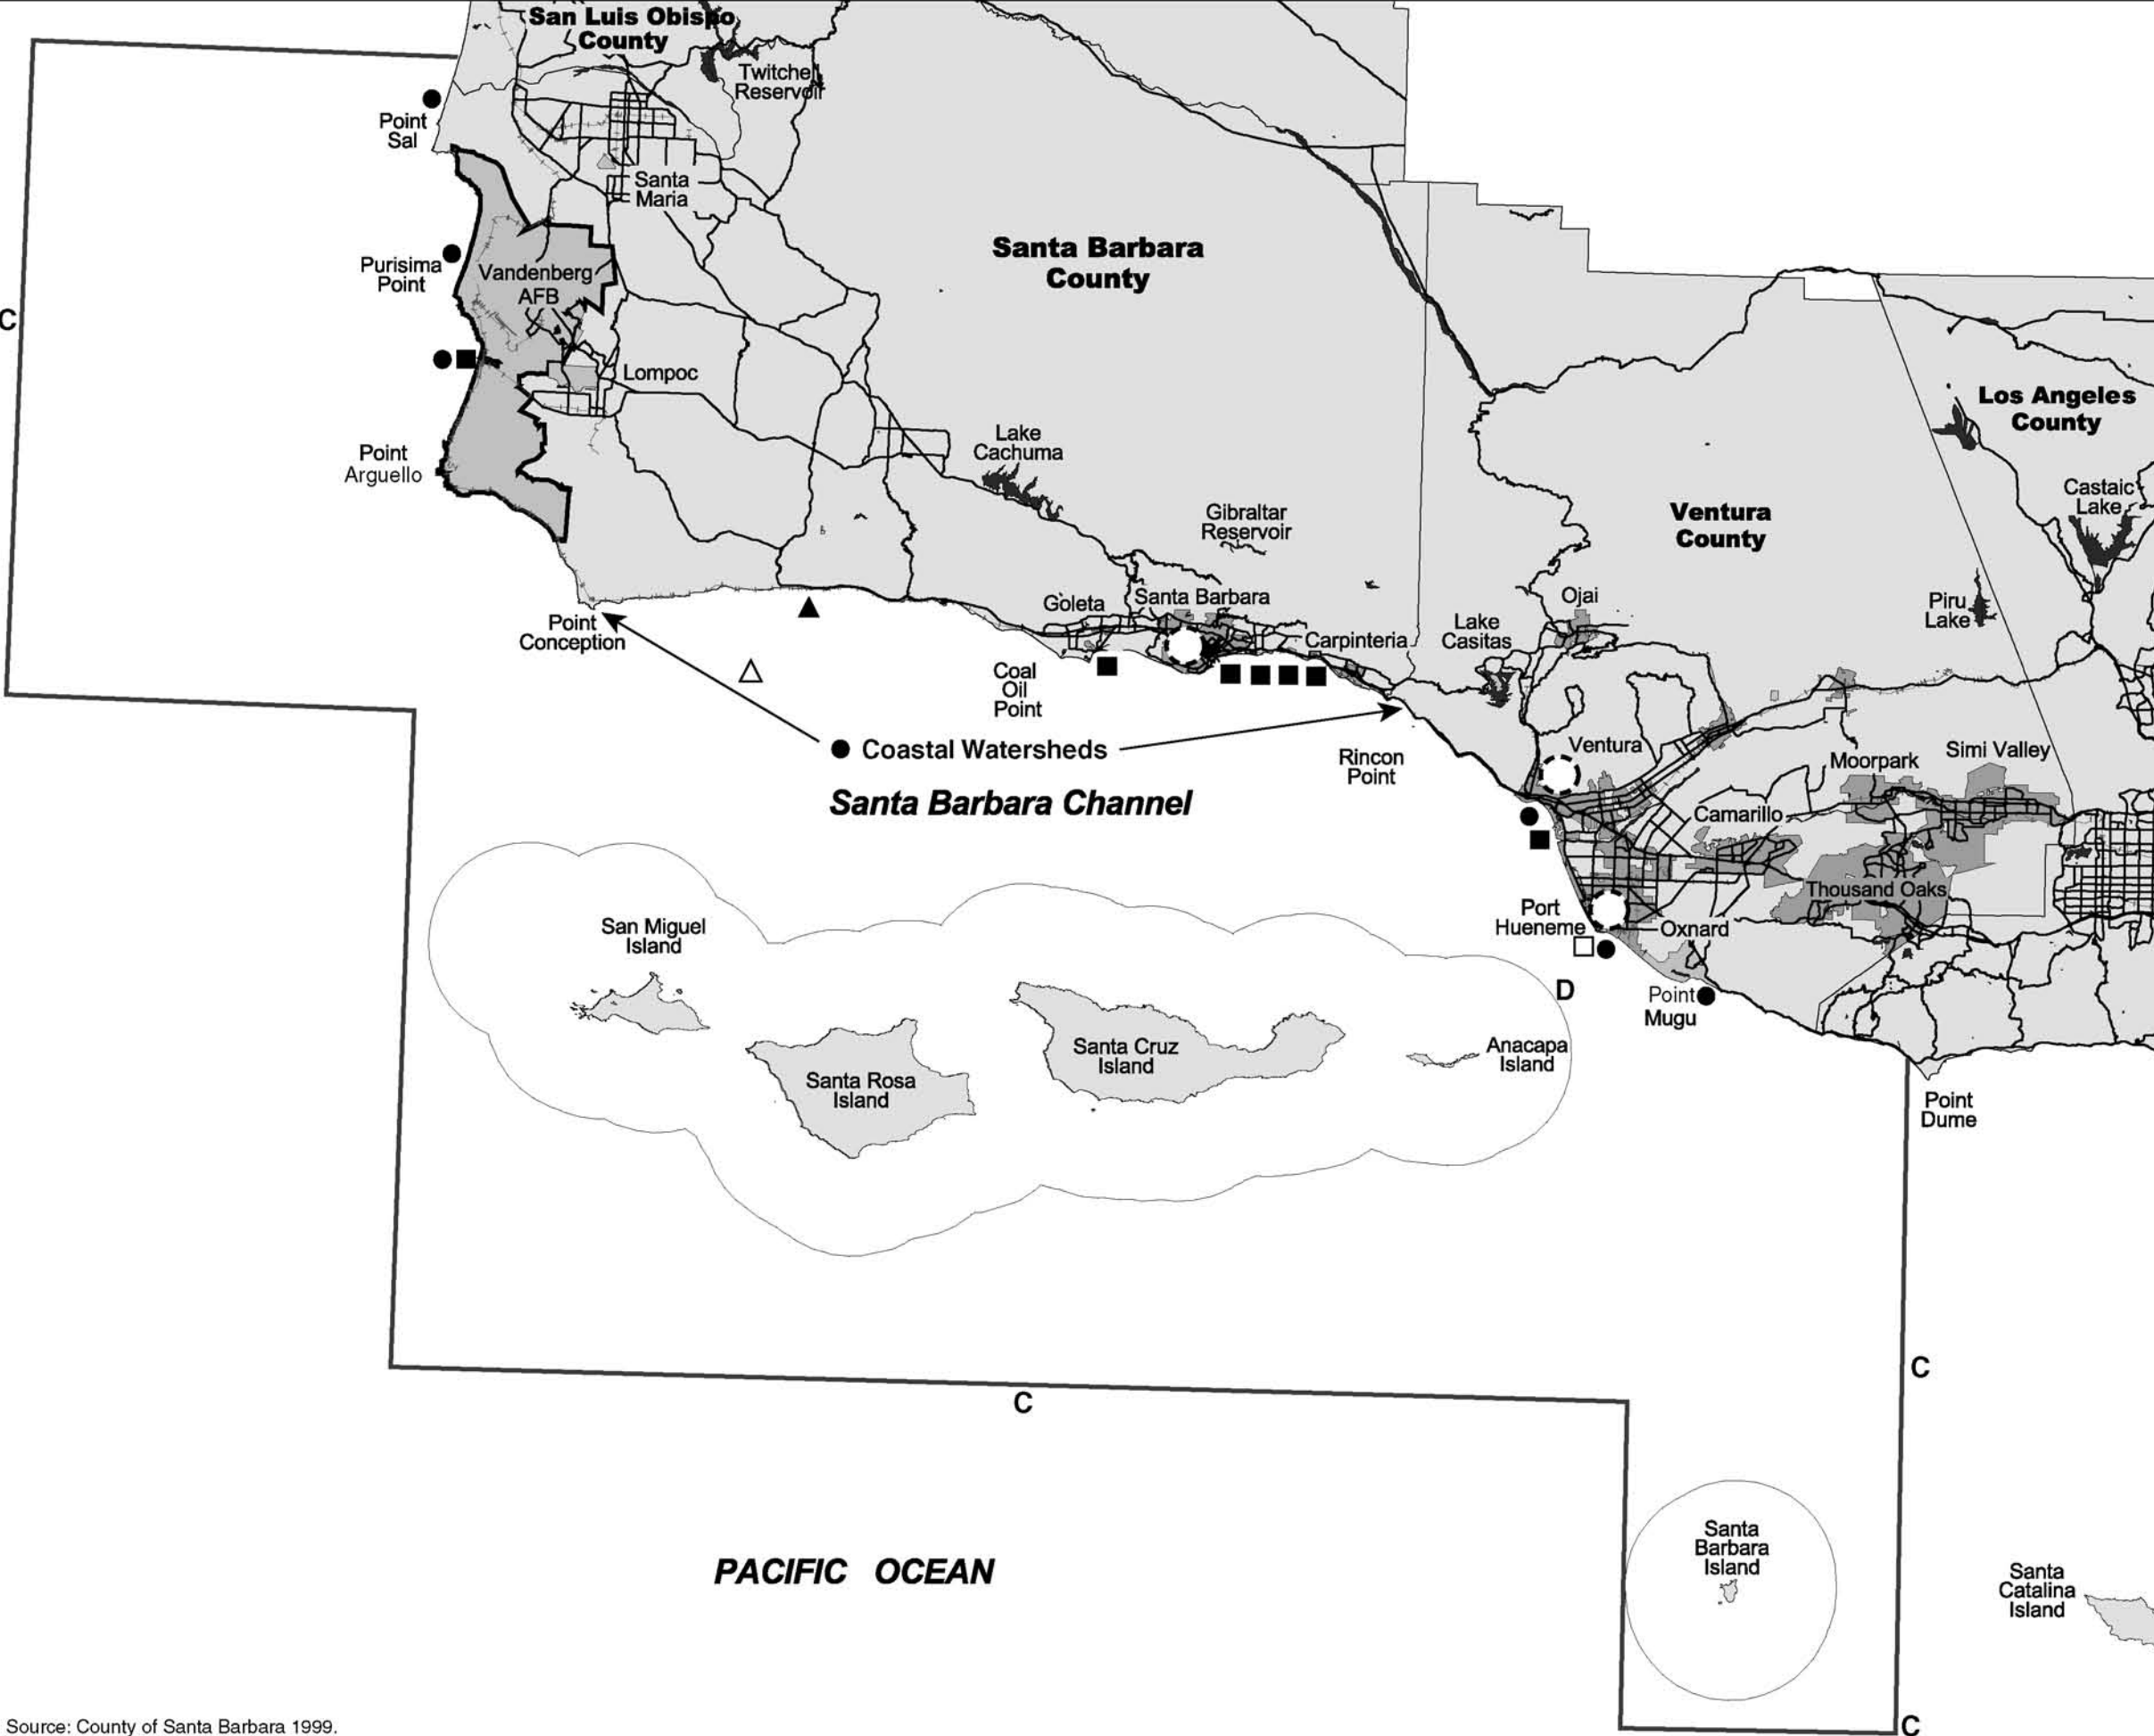 San Luis Obispo
County
Twitchell
Reservoir
Point
Sal
Santa
Maria
Santa Barbara
County
Purisima
Point
Vandenberg
AFB
C
Lompoc
Los Angeles
County
Point
Arguello
Lake
Cachuma
Castaic
Lake
Gibraltar
Reservoir
Ventura
County
Point
Conception
Goleta
Santa Barbara
Ojai
Piru
Lake
Carpinteria
Lake
Casitas
Coal
Oil
Point
Coastal Watersheds
Rincon
Point
Ventura
Moorpark
Simi Valley
Santa Barbara Channel
Camarillo
Thousand Oaks
San Miguel
Island
Port
Hueneme
Oxnard
D
Point
Mugu
Santa Rosa
Island
Santa Cruz
Island
Anacapa
Island
Point
Dume
C
C
Santa
Barbara
Island
PACIFIC OCEAN
Santa
Catalina
Island
Source: County of Santa Barbara 1999.
C